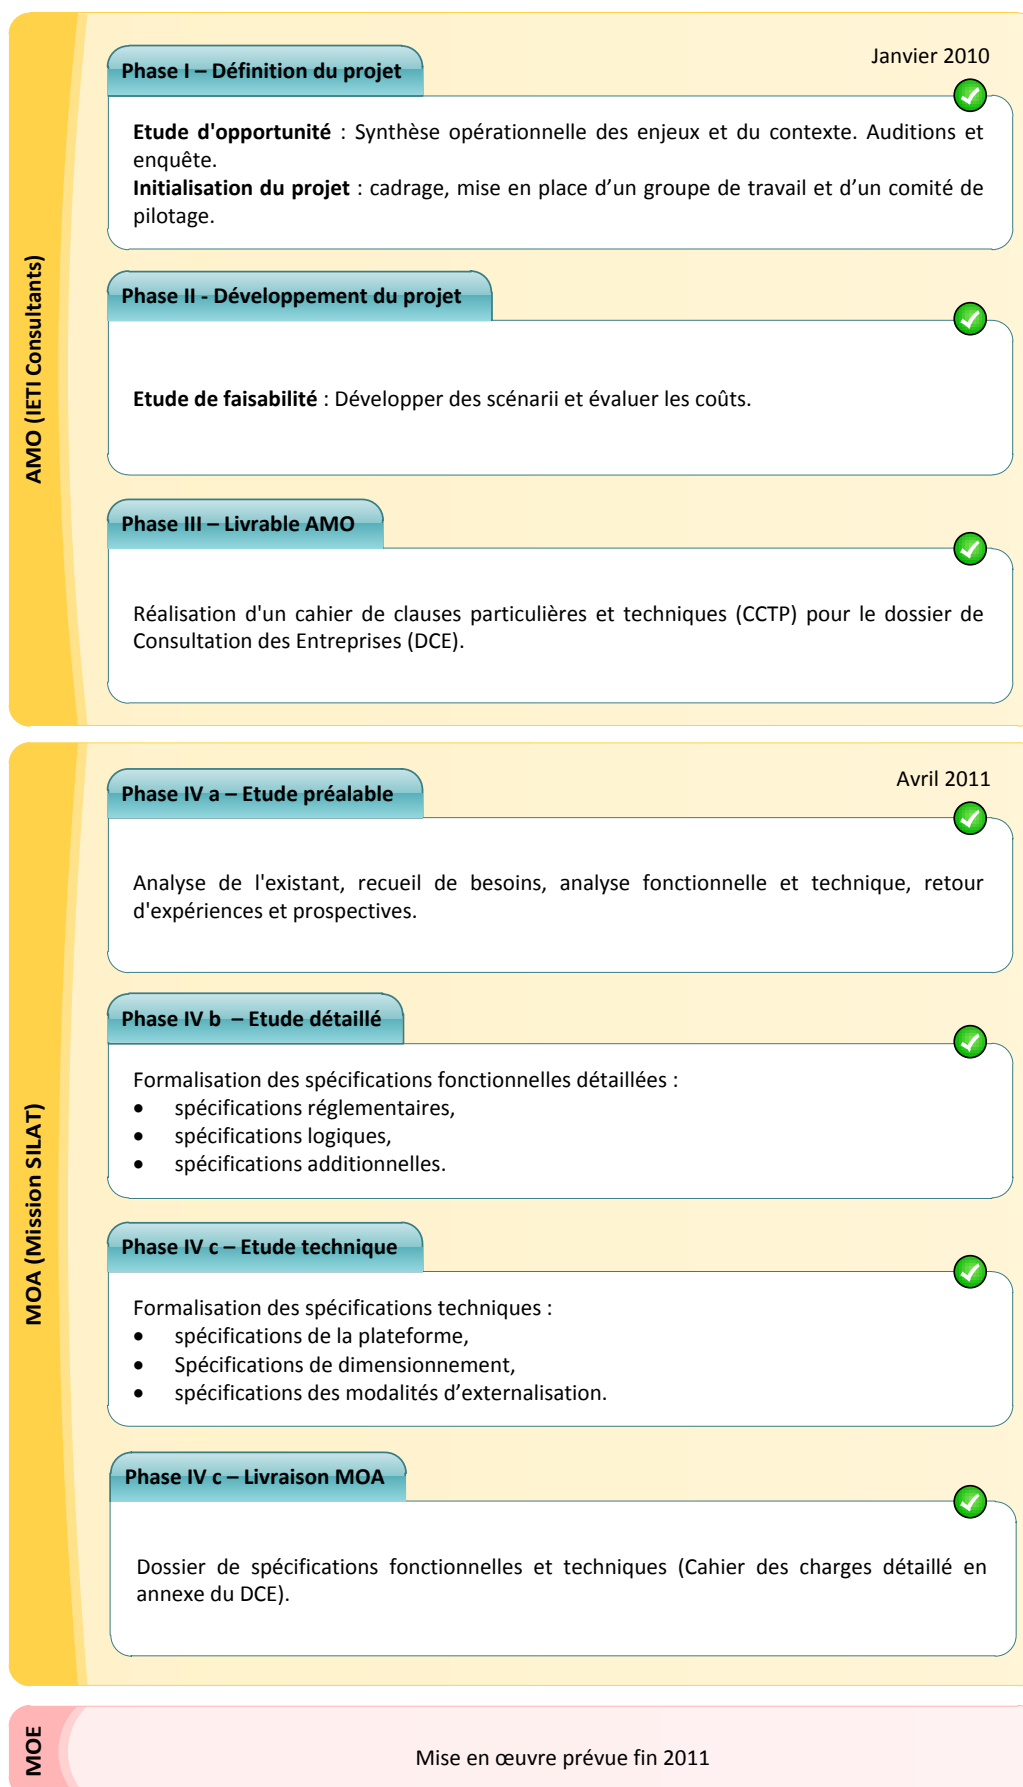 AMO (IETI Consultants)
Janvier 2010
Phase I – Définition du projet
Etude d'opportunité : Synthèse opérationnelle des enjeux et du contexte. Auditions et
enquête.
Initialisation du projet : cadrage, mise en place d’un groupe de travail et d’un comité de
pilotage.
Phase II - Développement du projet
Etude de faisabilité : Développer des scénarii et évaluer les coûts.
Phase III – Livrable AMO
Réalisation d'un cahier de clauses particulières et techniques (CCTP) pour le dossier de
Consultation des Entreprises (DCE).
MOA (Mission SILAT)
Avril 2011
Phase IV a – Etude préalable
Analyse de l'existant, recueil de besoins, analyse fonctionnelle et technique, retour
d'expériences et prospectives.
Phase IV b – Etude détaillé
Formalisation des spécifications fonctionnelles détaillées :
• spécifications réglementaires,
• spécifications logiques,
• spécifications additionnelles.
Phase IV c – Etude technique
Formalisation des spécifications techniques :
• spécifications de la plateforme,
• Spécifications de dimensionnement,
• spécifications des modalités d’externalisation.
Phase IV c – Livraison MOA
Dossier de spécifications fonctionnelles et techniques (Cahier des charges détaillé en
annexe du DCE).
MOE
Mise en œuvre prévue fin 2011